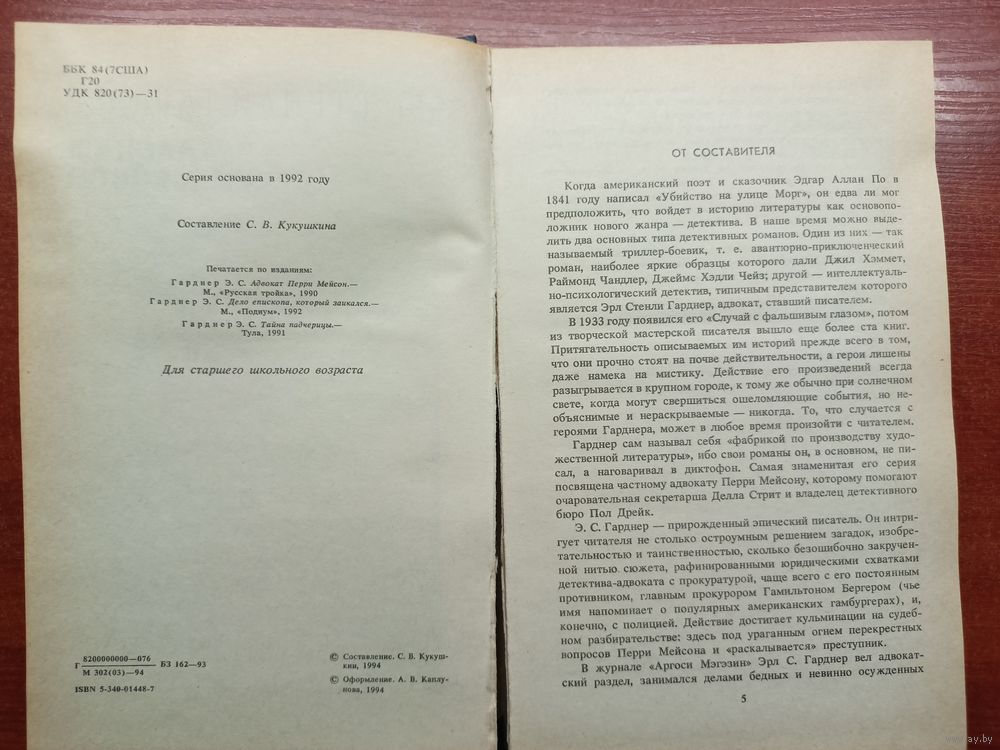 ББК 84(7США)
Г20
УДК 820(73)—31
Серия основана в 1992 году
Составление С. В. Кукушкина
Печатается по изданиям:
Гарднер Э. С. Адвокат Перри Мейсон.—
М., «Русская тройка», 1990
Гарднер Э. С. Дело епископа, который заикался.—
М., «Подиум», 1992
Гарднер Э. С. Тайна падчерицы.—
Тула, 1991
Для старшего школьного возраста
Г 8200000000—076 БЗ 162—93
М 302(03)—94
ISBN 5-340-01448-7
© Составление. С. В. Кукуш-
кин, 1994
© Оформление. А. В. Каплу-
нова, 1994
ОТ СОСТАВИТЕЛЯ
Когда американский поэт и сказочник Эдгар Аллан По в
1841 году написал «Убийство на улице Морг», он едва ли мог
предположить, что войдет в историю литературы как основопо-
ложник нового жанра — детектива. В наше время можно выде-
лить два основных типа детективных романов. Один из них — так
называемый триллер-боевик, т. е. авантюрно-приключенческий
роман, наиболее яркие образцы которого дали Джил Хэммет,
Раймонд Чандлер, Джеймс Хэдли Чейз; другой — интеллектуаль-
но-психологический детектив, типичным представителем которого
является Эрл Стенли Гарднер, адвокат, ставший писателем.
В 1933 году появился его «Случай с фальшивым глазом», потом
из творческой мастерской писателя вышло еще более ста книг.
Притягательность описываемых им историй прежде всего в том,
что они прочно стоят на почве действительности, а герои лишены
даже намека на мистику. Действие его произведений всегда
разыгрывается в крупном городе, к тому же обычно при солнечном
свете, когда могут свершиться ошеломляющие события, но не-
объяснимые и нераскрываемые — никогда. То, что случается с
героями Гарднера, может в любое время произойти с читателем.
Гарднер сам называл себя «фабрикой по производству худо-
жественной литературы», ибо свои романы он, в основном, не пи-
сал, а наговаривал в диктофон. Самая знаменитая его серия
посвящена частному адвокату Перри Мейсону, которому помогают
очаровательная секретарша Делла Стрит и владелец детективного
бюро Пол Дрейк.
Э. С. Гарднер — прирожденный эпический писатель. Он интри-
гует читателя не столько остроумным решением загадок, изобре-
тательностью и таинственностью, сколько безошибочно закручен-
ной нитью сюжета, рафинированными юридическими схватками
детектива-адвоката с прокуратурой, чаще всего с его постоянным
противником, главным прокурором Гамильтоном Бергером (чье
имя напоминает о популярных американских гамбургерах), и,
конечно, с полицией. Действие достигает кульминации на судеб-
ном разбирательстве: здесь под ураганным огнем перекрестных
вопросов Перри Мейсона и «раскалывается» преступник.
В журнале «Аргоси Мэгэзин» Эрл С. Гарднер вел адвокат-
ский раздел, занимался делами бедных и невинно осужденных
5
www.ay.by